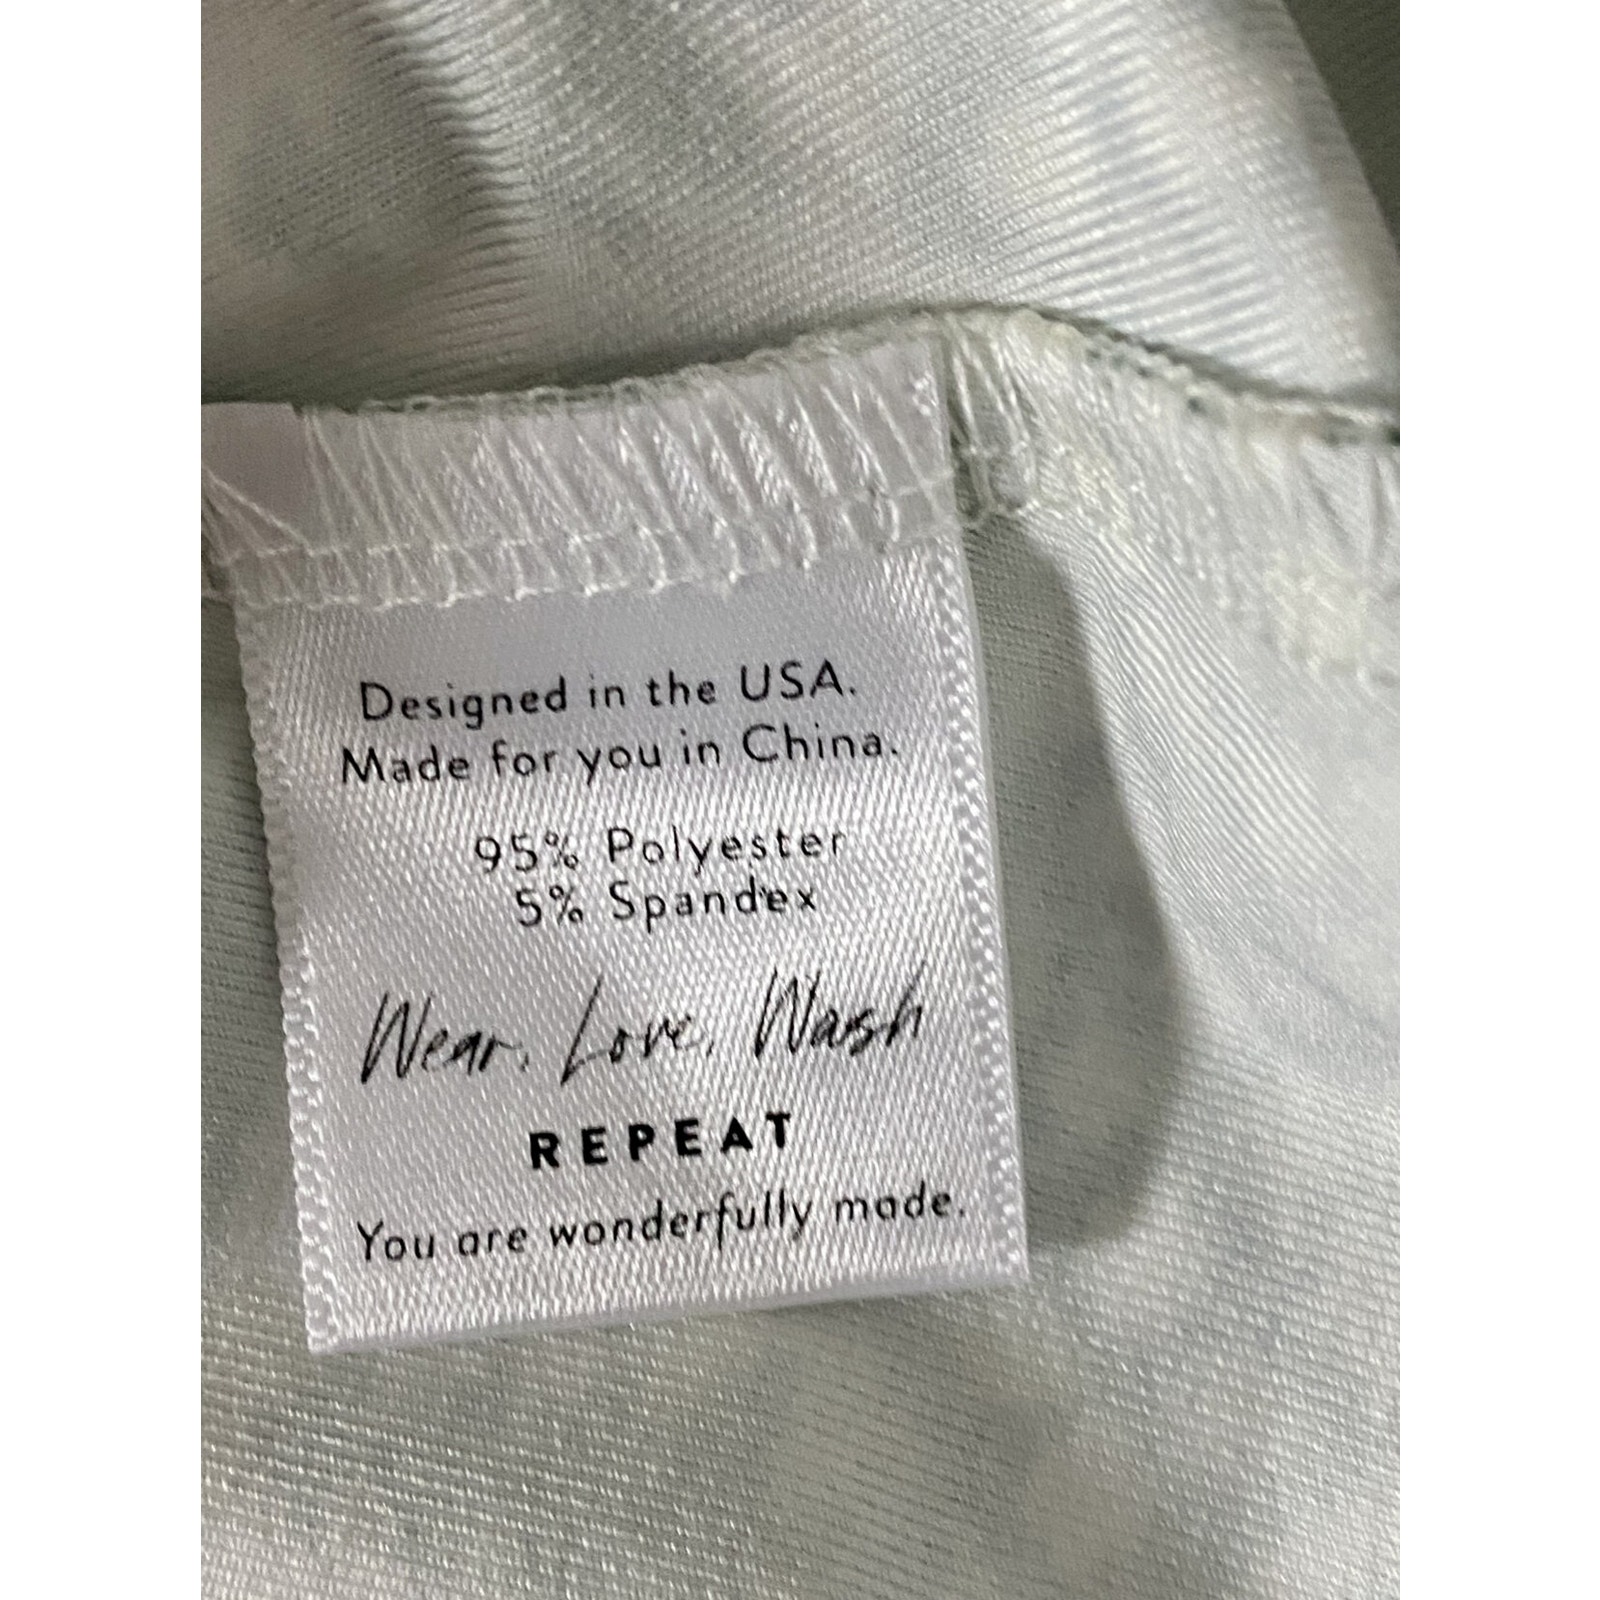 Designed in the USA.
Made for you in China.
95% Polyester
5% Spandex
Wear, Love, Wash
REPEAT
You are wonderfully made.